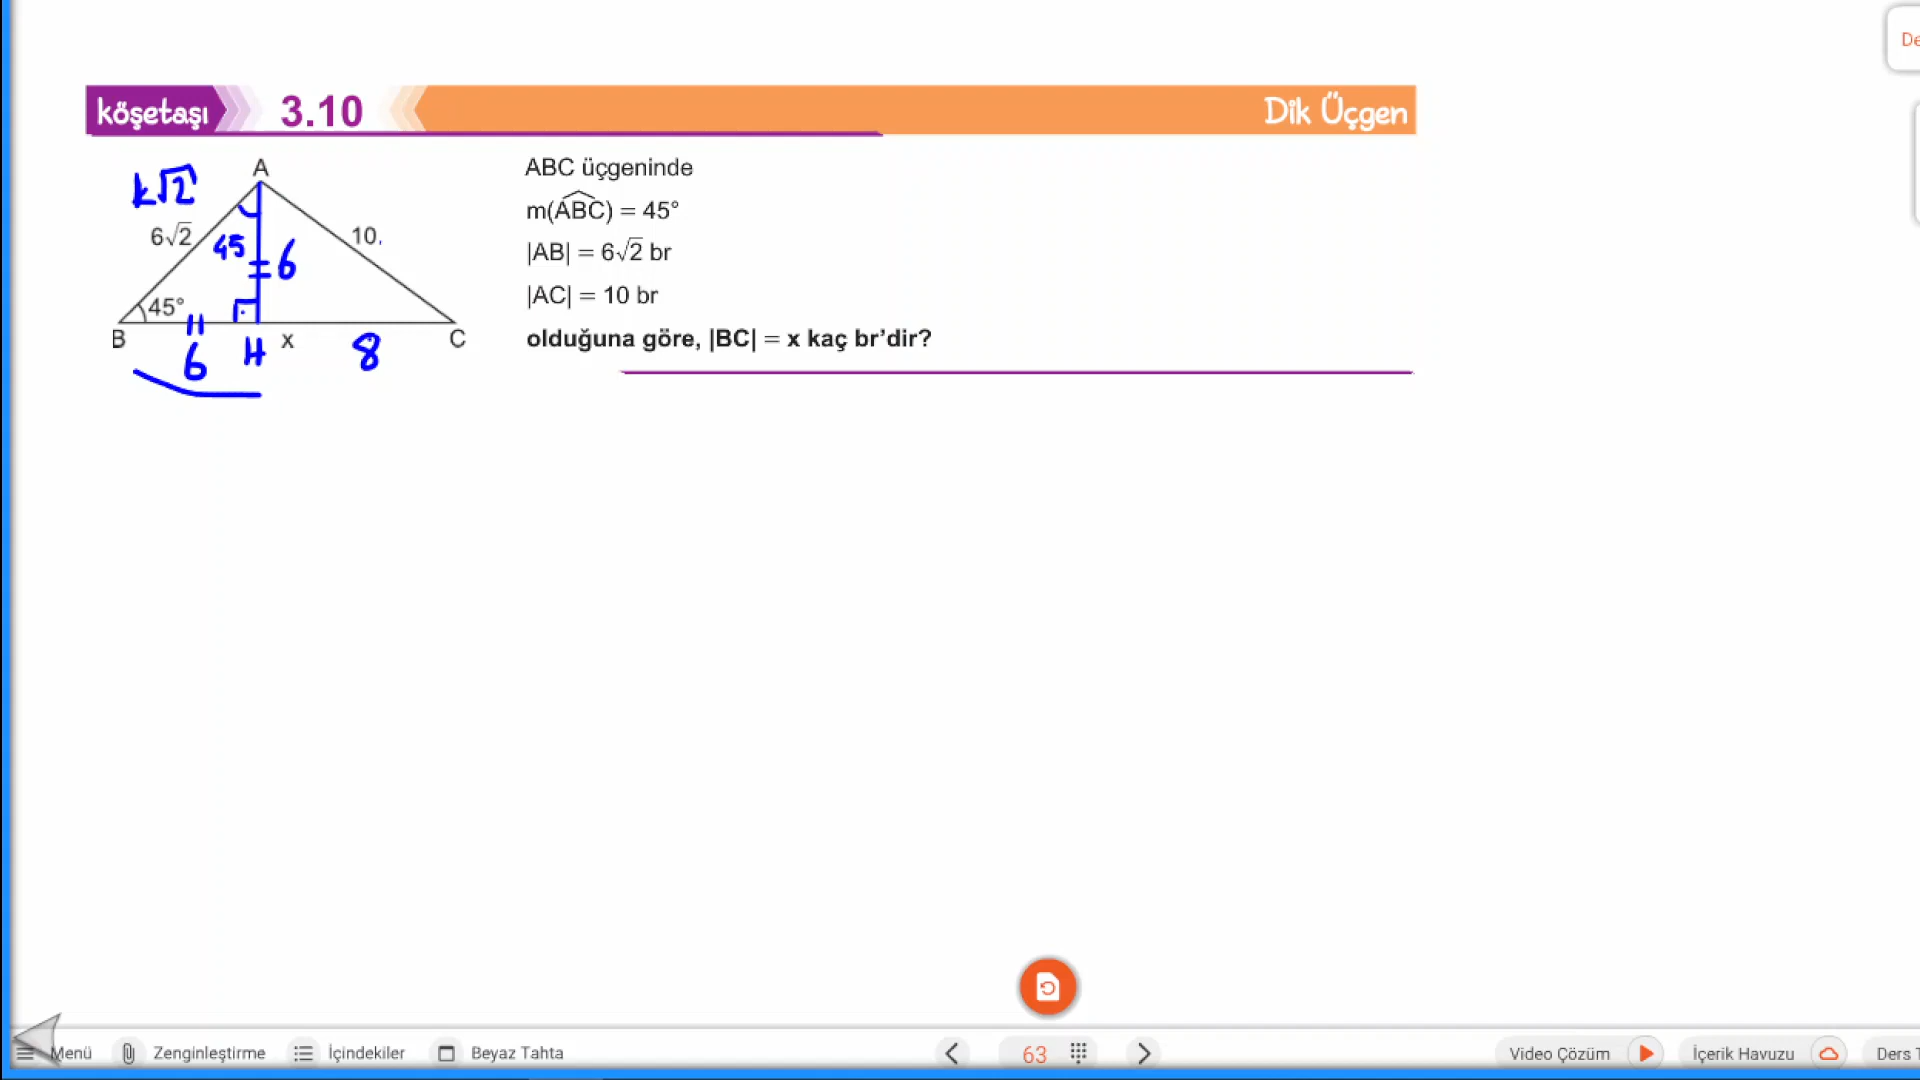 De
köşetaşı 3.10 Dik Üçgen
k√2
A
6√2
45
6
10
45°
B
6
H
x
8
C
ABC üçgeninde
m(ABC) = 45°
|AB| = 6√2 br
|AC| = 10 br
olduğuna göre, |BC| = x kaç br'dir?
Menü Zenginleştirme İçindekiler Beyaz Tahta 63 Video Çözüm İçerik Havuzu Ders